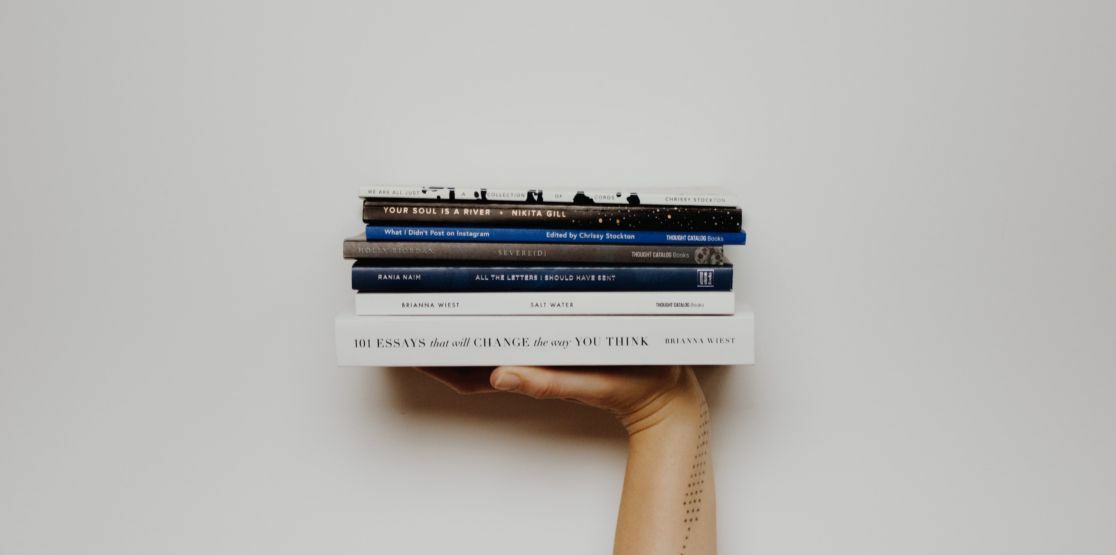 WE ARE ALL JUST A COLLECTION OF CORDS CHRISSY STOCKTON
YOUR SOUL IS A RIVER • NIKITA GILL
What I Didn't Post on Instagram Edited by Chrissy Stockton THOUGHT CATALOG Books
HOLLY RIORDAN SEVERE(D) THOUGHT CATALOG Books
RANIA NAIM ALL THE LETTERS I SHOULD HAVE SENT
BRIANNA WIEST SALT WATER THOUGHT CATALOG Books
101 ESSAYS that will CHANGE the way YOU THINK BRIANNA WIEST